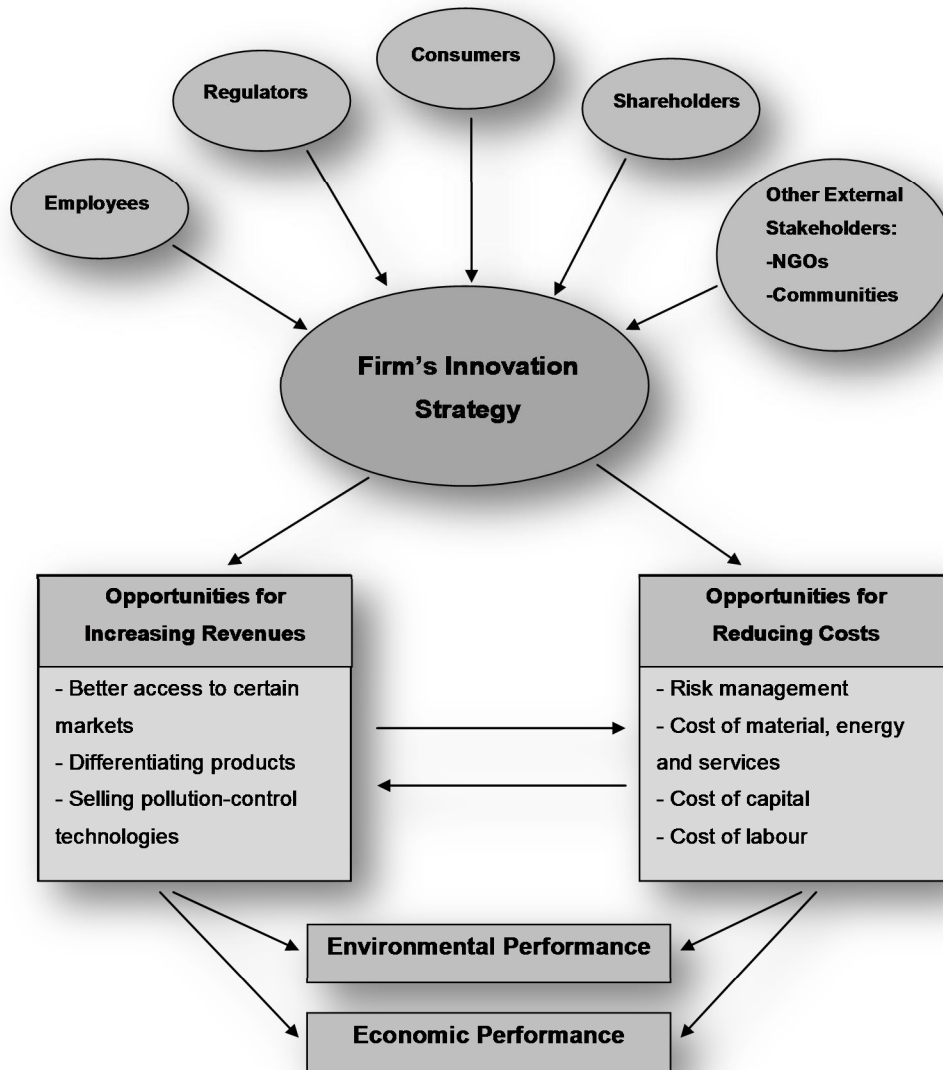 Consumers
Regulators
Shareholders
Employees
Other External
Stakeholders:
-NGOs
-Communities
Firm's Innovation
Strategy
Opportunities for
Increasing Revenues
- Better access to certain
markets
- Differentiating products
- Selling pollution-control
technologies
Opportunities for
Reducing Costs
- Risk management
- Cost of material, energy
and services
- Cost of capital
- Cost of labour
Environmental Performance
Economic Performance